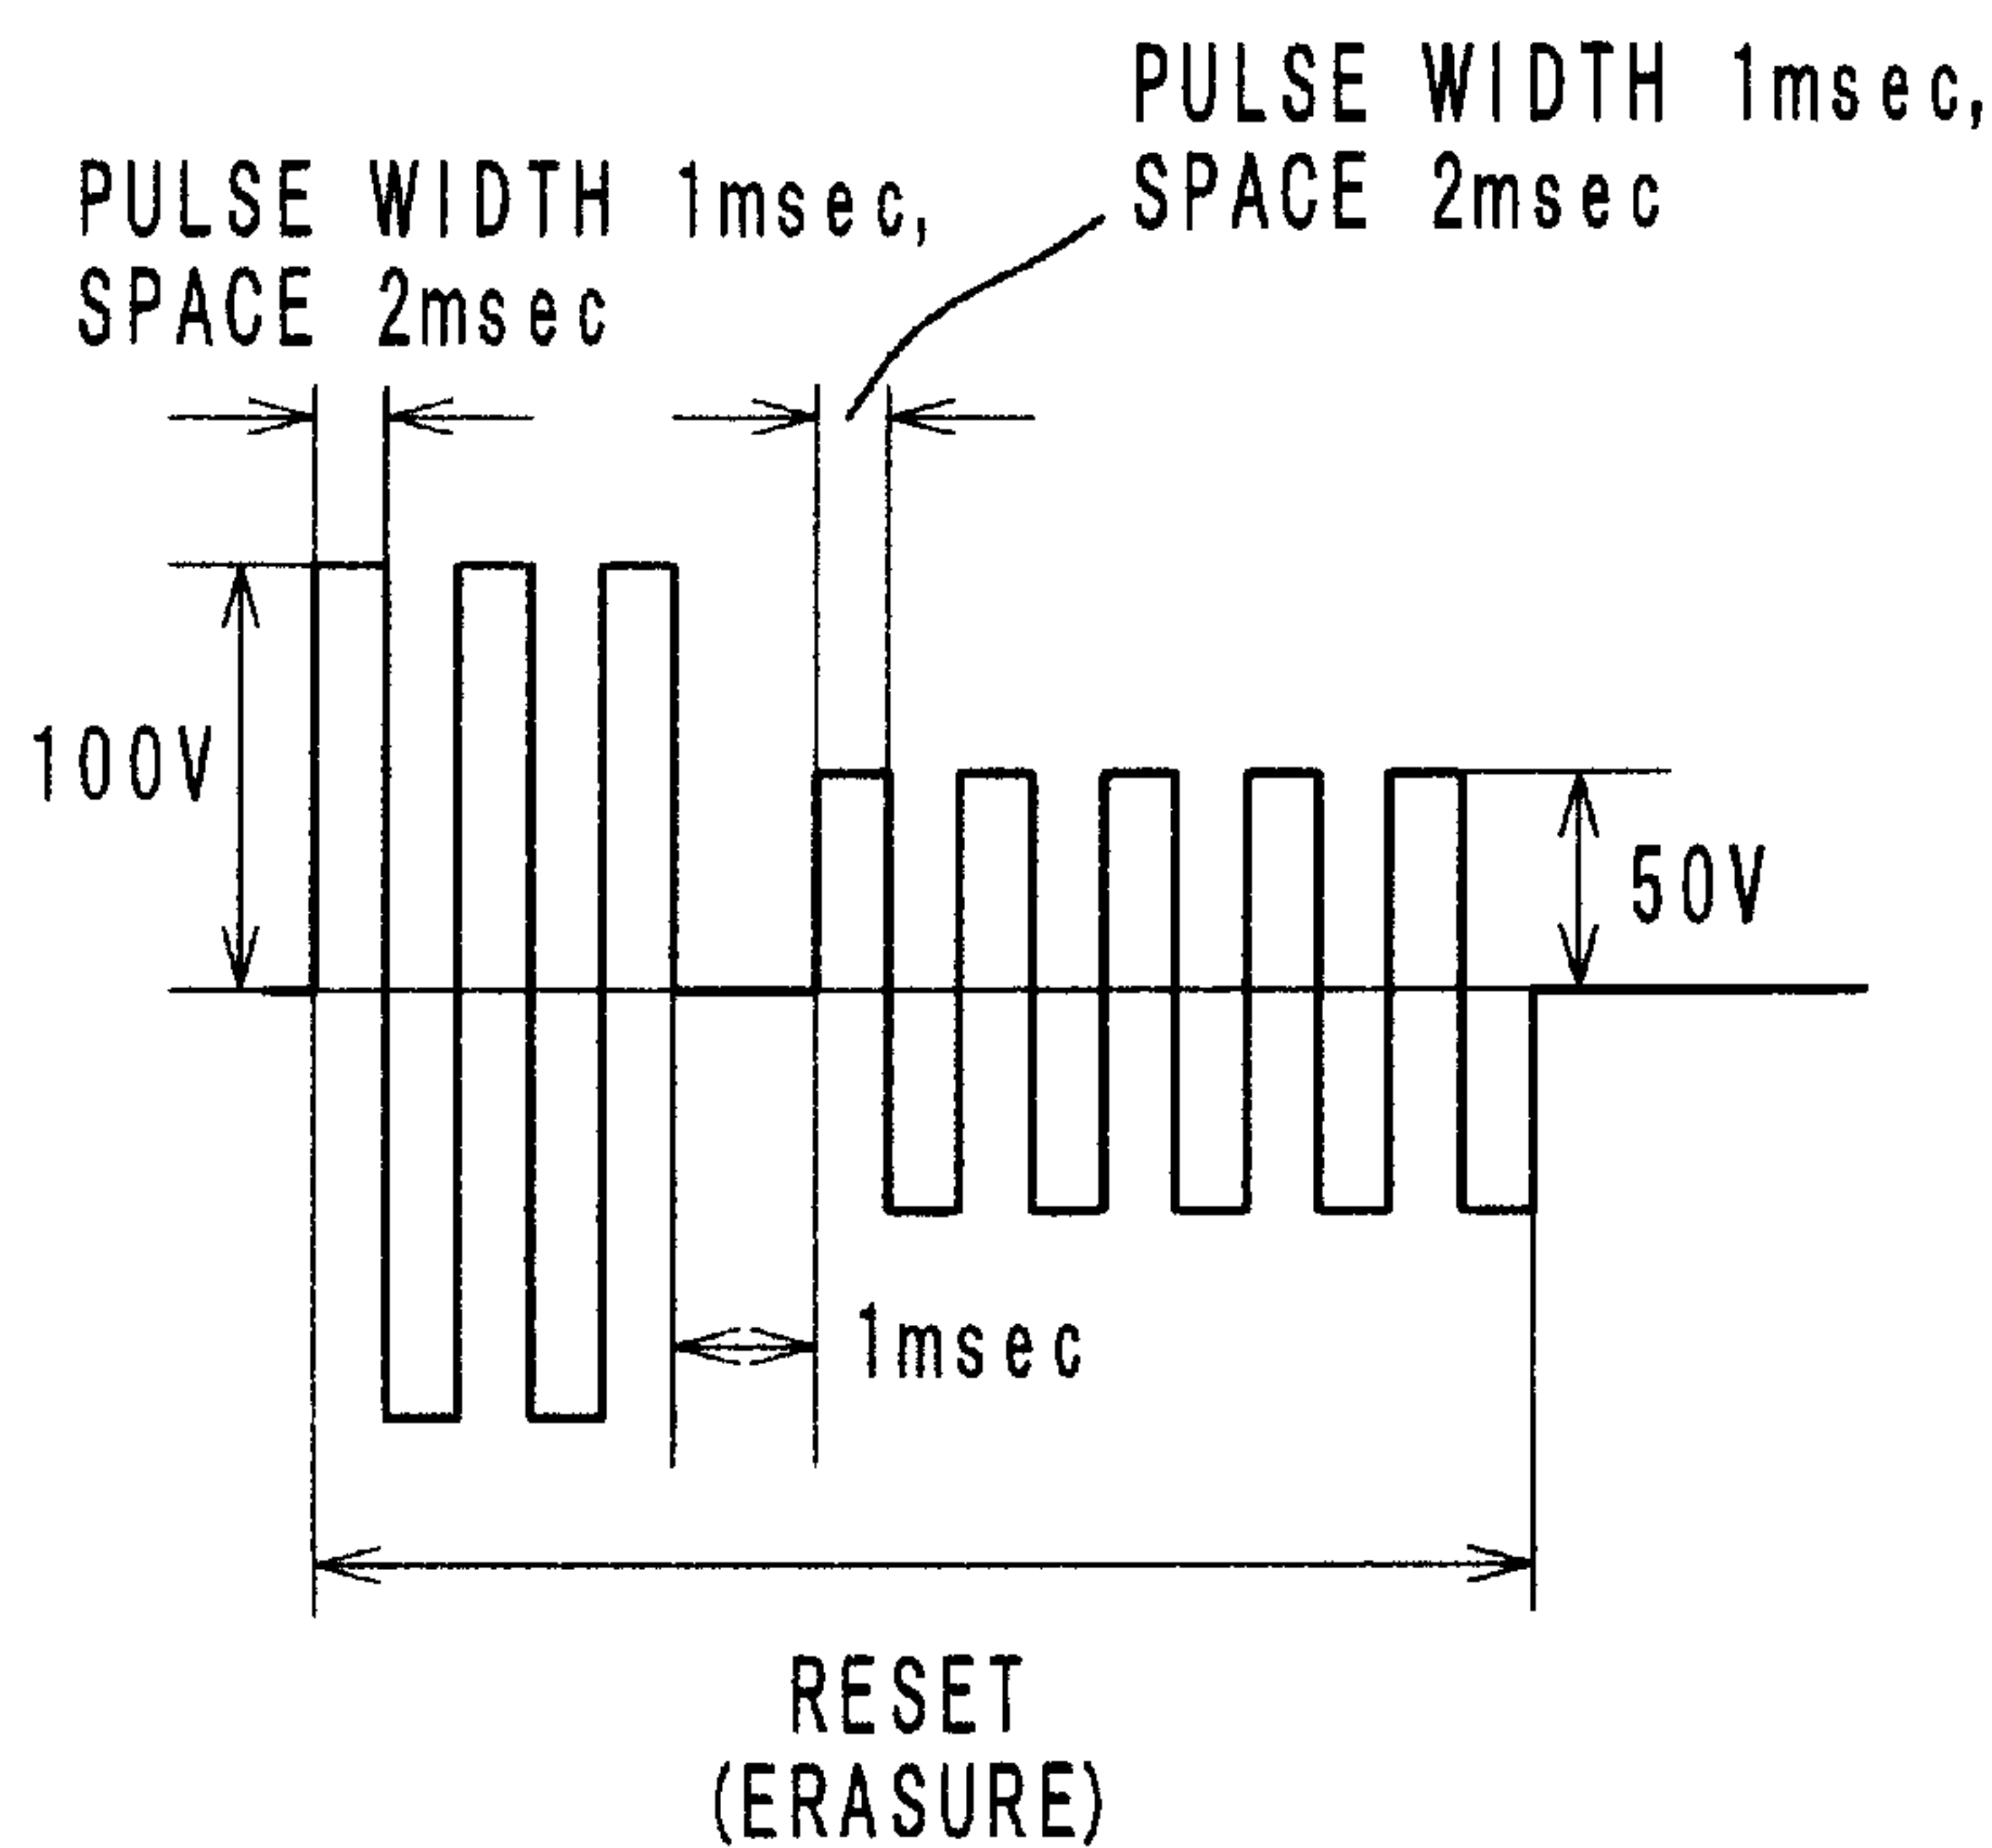 PULSE WIDTH 1msec,
SPACE 2msec
PULSE WIDTH 1msec,
SPACE 2msec
100V
50V
1msec
RESET
(ERASURE)